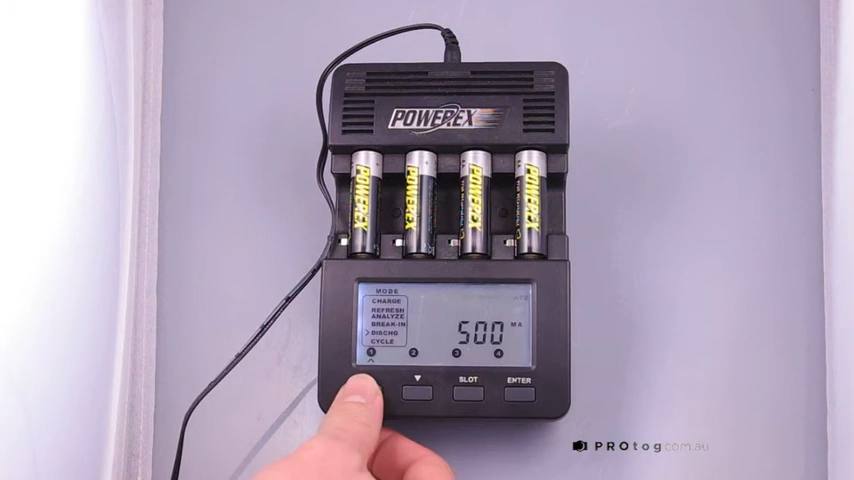 POWEREX
POWEREX
POWEREX
POWEREX
POWEREX
MODE
CHARGE
REFRESH
ANALYZE
BREAK-IN
>DISCHG
CYCLE
500 MA
1 2 3 4
▼ SLOT ENTER
PROtog.com.au